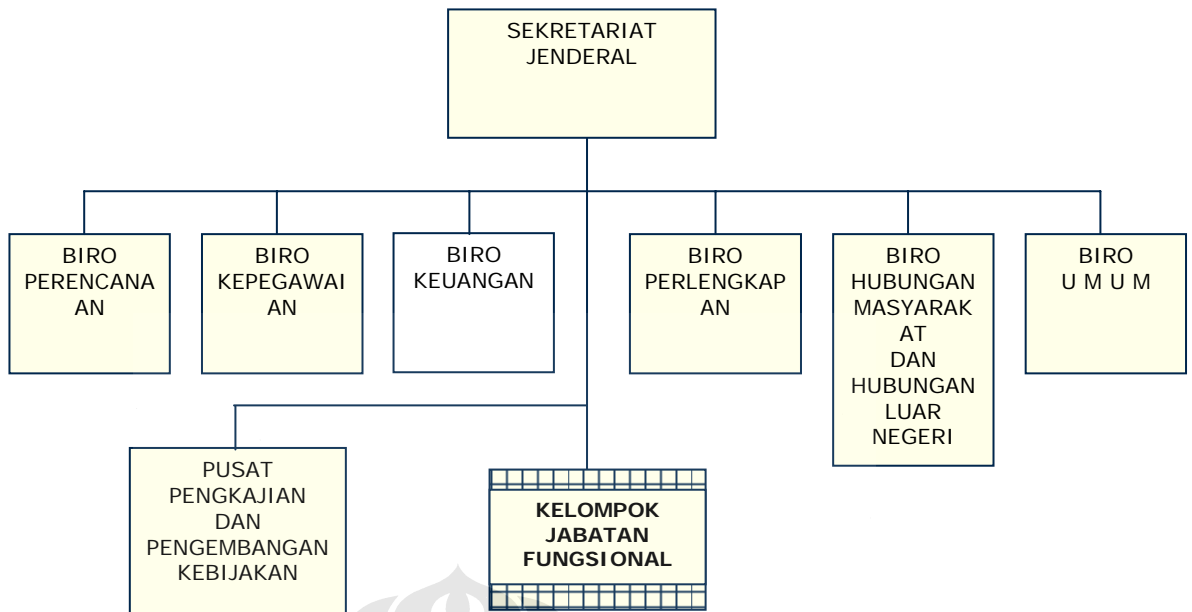 SEKRETARIAT
JENDERAL
BIRO
PERENCANA
AN
BIRO
KEPEGAWAI
AN
BIRO
KEUANGAN
BIRO
PERLENGKAP
AN
BIRO
HUBUNGAN
MASYARAK
AT
DAN
HUBUNGAN
LUAR
NEGERI
BIRO
U M U M
PUSAT
PENGKAJIAN
DAN
PENGEMBANGAN
KEBIJAKAN
KELOMPOK
JABATAN
FUNGSIONAL